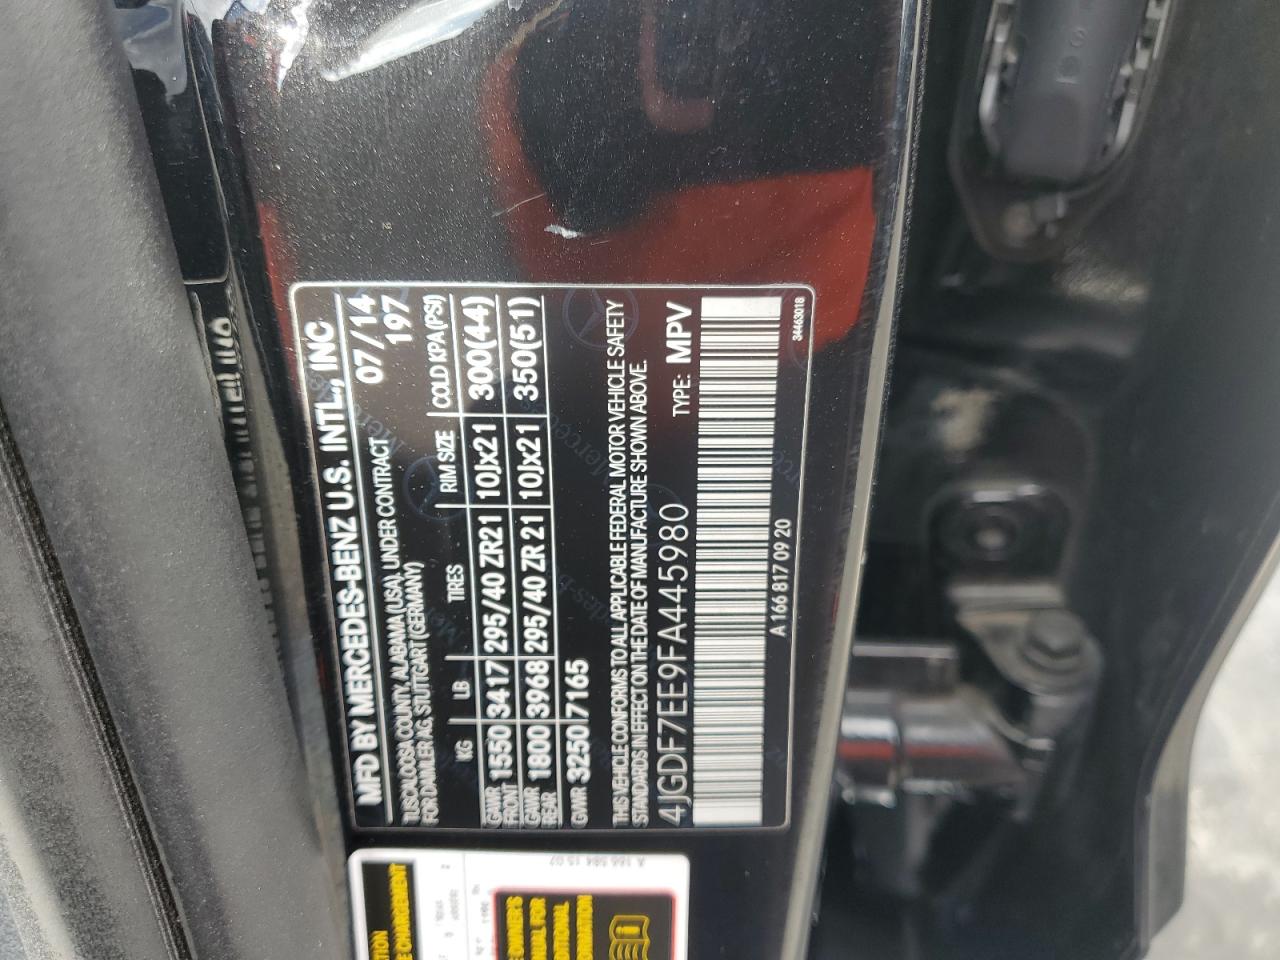 MFD BY MERCEDES-BENZ U.S. INTL, INC
TUSCALOOSA COUNTY, ALABAMA (USA), UNDER CONTRACT 07/14
FOR DAIMLER AG, STUTTGART (GERMANY) 197
KG LB TIRES RIM SIZE COLD KPA (PSI)
GAWR FRONT 1550 3417 295/40 ZR21 10Jx21 300(44)
GAWR REAR 1800 3968 295/40 ZR 21 10Jx21 350(51)
GVWR 3250 7165
THIS VEHICLE CONFORMS TO ALL APPLICABLE FEDERAL MOTOR VEHICLE SAFETY
STANDARDS IN EFFECT ON THE DATE OF MANUFACTURE SHOWN ABOVE.
4JGDF7EE9FA445980 TYPE: MPV
A 166 817 09 20 34463018
A 166 584 15 07